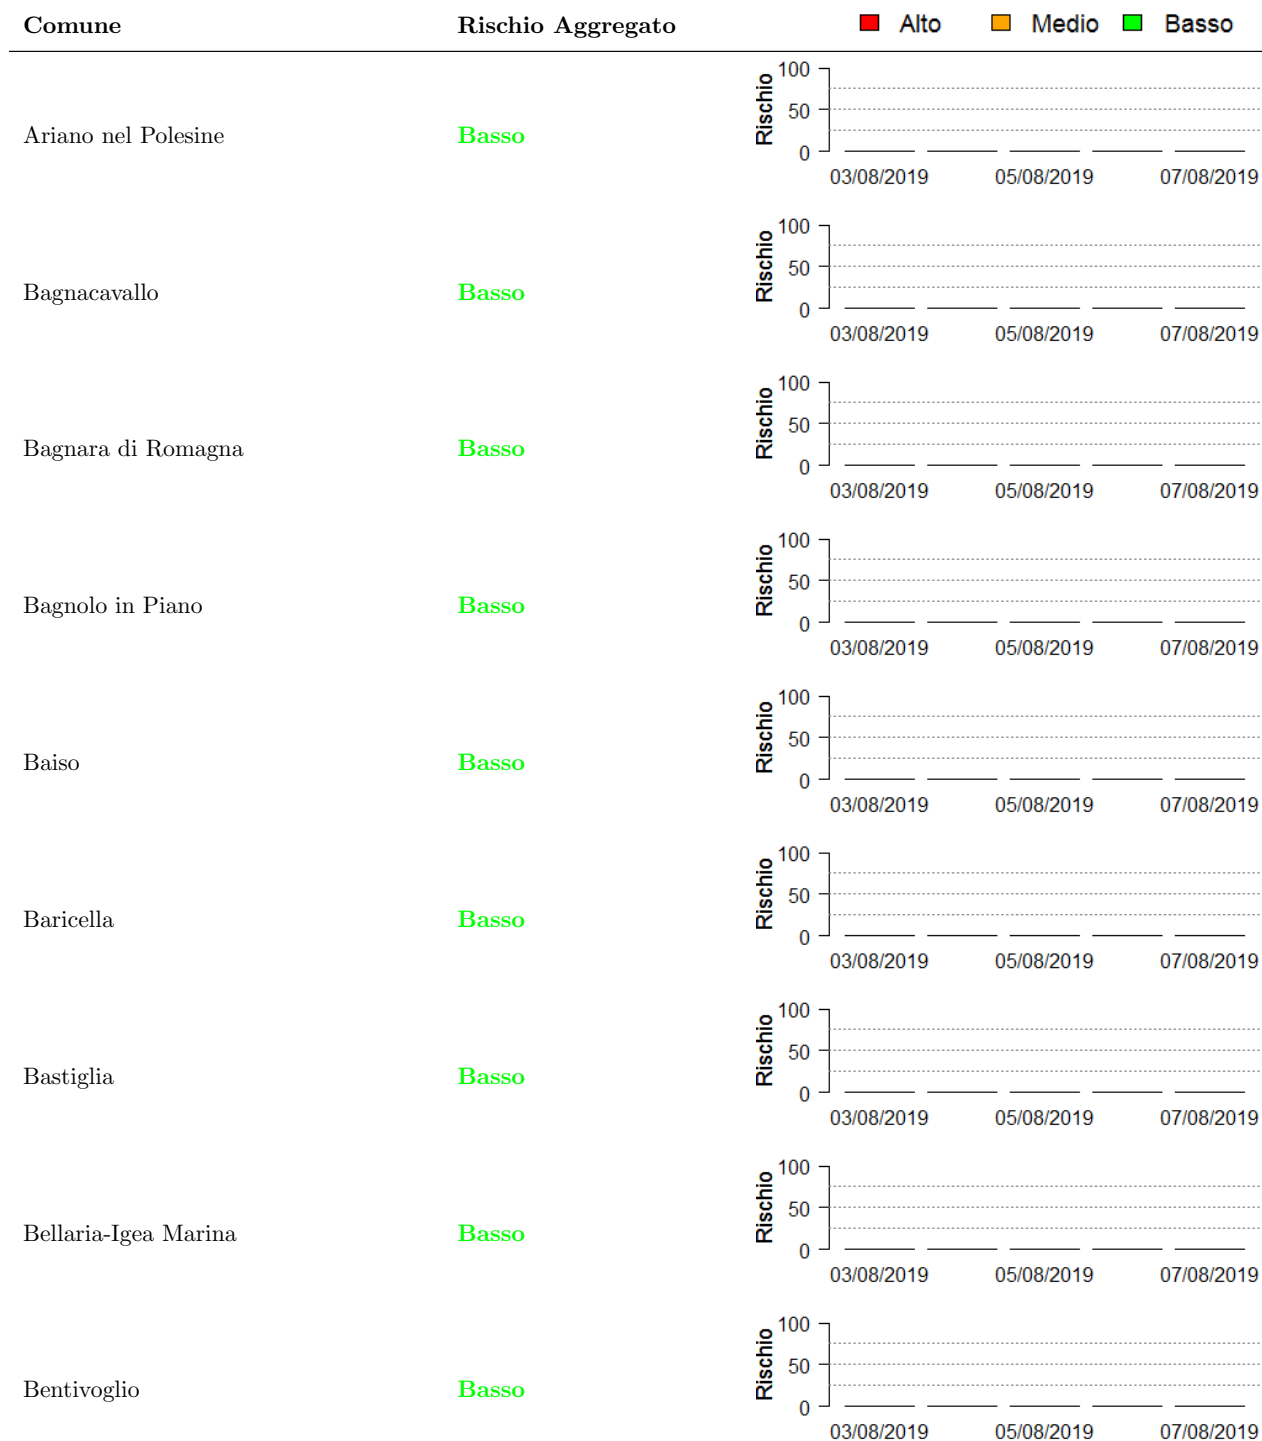 Comune Rischio Aggregato Alto Medio Basso
Ariano nel Polesine Basso
Rischio
100
50
0
03/08/2019 05/08/2019 07/08/2019
Bagnacavallo Basso
Rischio
100
50
0
03/08/2019 05/08/2019 07/08/2019
Bagnara di Romagna Basso
Rischio
100
50
0
03/08/2019 05/08/2019 07/08/2019
Bagnolo in Piano Basso
Rischio
100
50
0
03/08/2019 05/08/2019 07/08/2019
Baiso Basso
Rischio
100
50
0
03/08/2019 05/08/2019 07/08/2019
Baricella Basso
Rischio
100
50
0
03/08/2019 05/08/2019 07/08/2019
Bastiglia Basso
Rischio
100
50
0
03/08/2019 05/08/2019 07/08/2019
Bellaria-Igea Marina Basso
Rischio
100
50
0
03/08/2019 05/08/2019 07/08/2019
Bentivoglio Basso
Rischio
100
50
0
03/08/2019 05/08/2019 07/08/2019